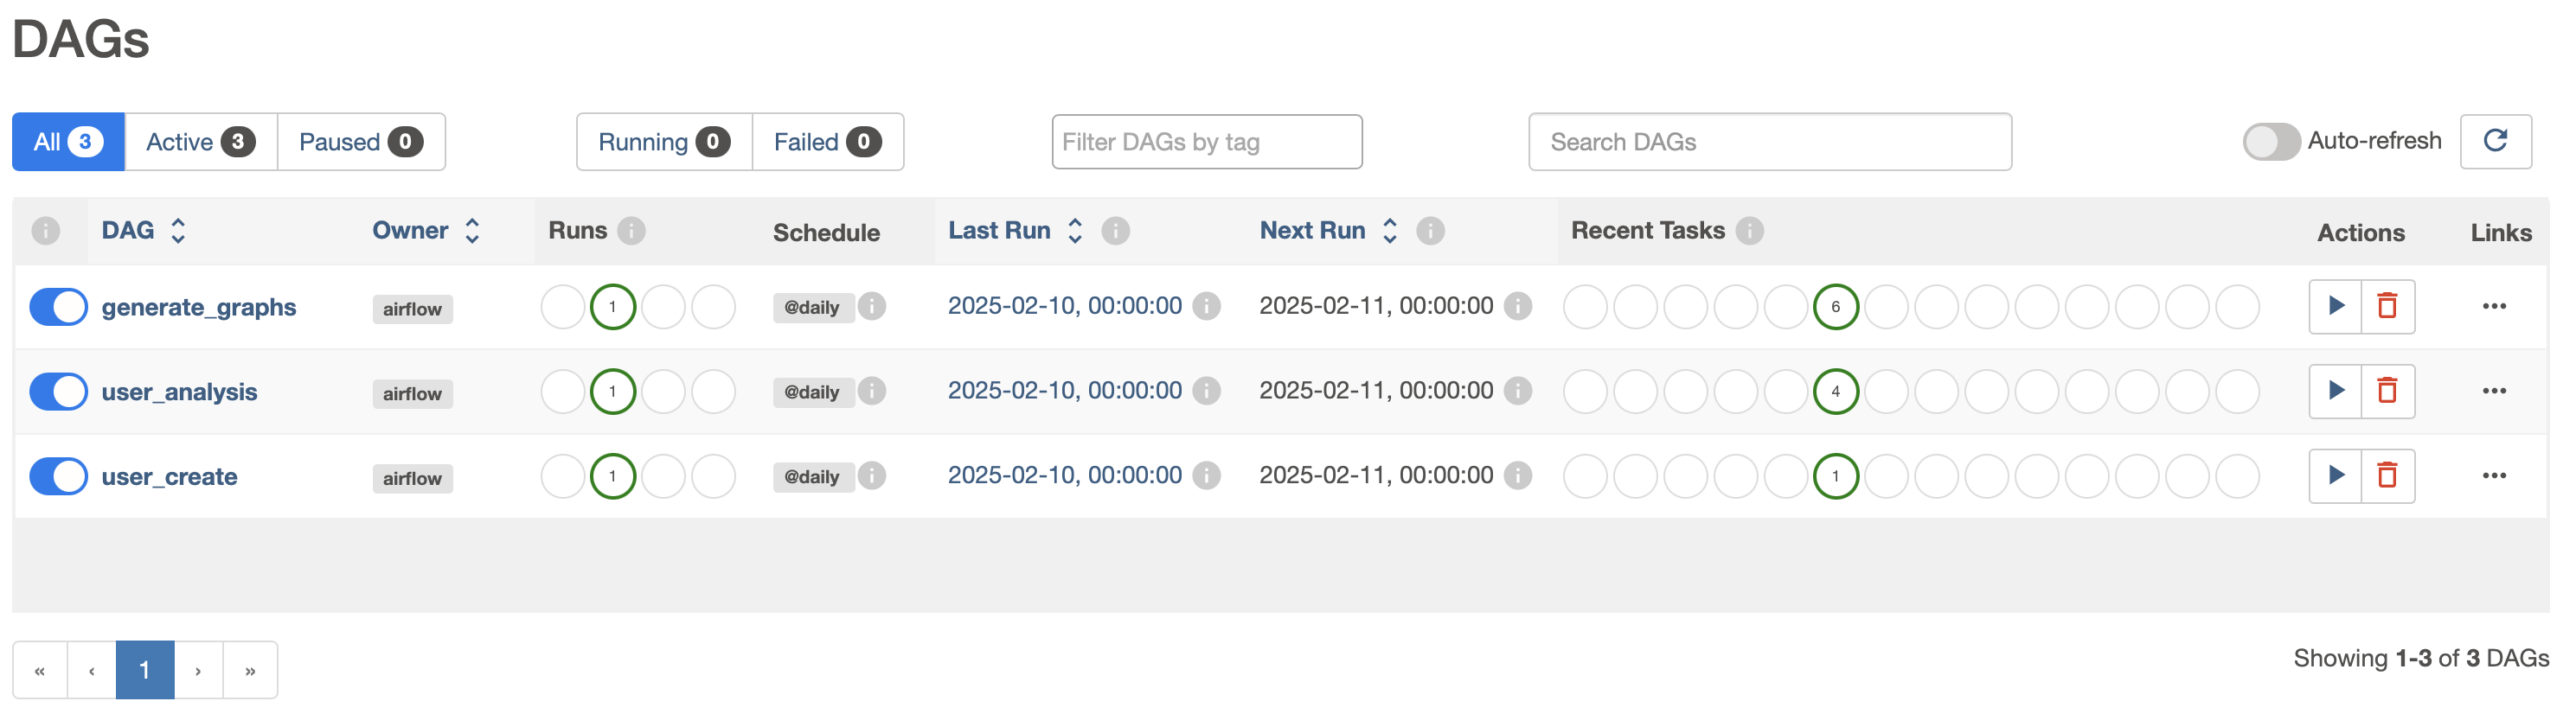 DAGs
All 3 Active 3 Paused 0 Running 0 Failed 0 Filter DAGs by tag Search DAGs Auto-refresh
i DAG Owner Runs i Schedule Last Run i Next Run i Recent Tasks i Actions Links
generate_graphs airflow 1 @daily i 2025-02-10, 00:00:00 i 2025-02-11, 00:00:00 i 6 ...
user_analysis airflow 1 @daily i 2025-02-10, 00:00:00 i 2025-02-11, 00:00:00 i 4 ...
user_create airflow 1 @daily i 2025-02-10, 00:00:00 i 2025-02-11, 00:00:00 i 1 ...
« ‹ 1 › » Showing 1-3 of 3 DAGs